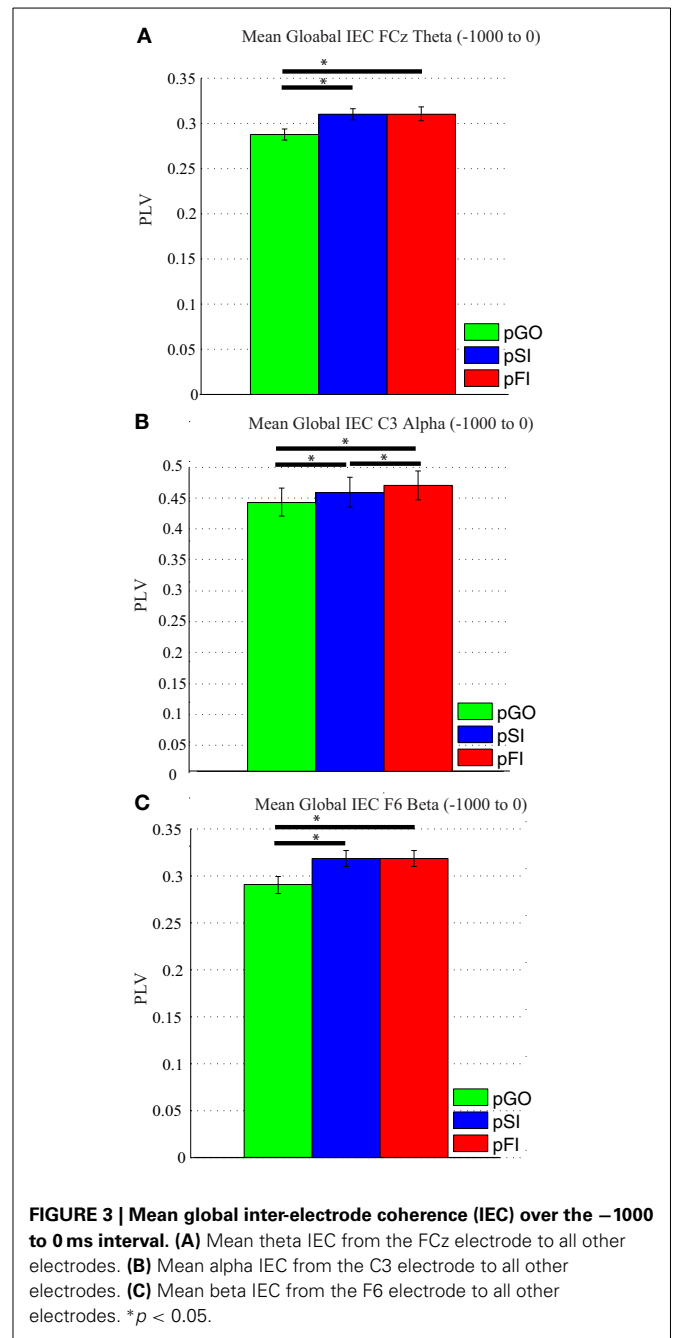 A
Mean Gloabal IEC FCz Theta (-1000 to 0)
*
*
0.35
0.3
0.25
0.2
0.15
0.1
0.05
0
PLV
pGO
pSI
pFI
B
Mean Global IEC C3 Alpha (-1000 to 0)
*
*
*
0.5
0.45
0.4
0.35
0.3
0.25
0.2
0.15
0.1
0.05
0
PLV
pGO
pSI
pFI
C
Mean Global IEC F6 Beta (-1000 to 0)
*
*
0.35
0.3
0.25
0.2
0.15
0.1
0.05
0
PLV
pGO
pSI
pFI
FIGURE 3 | Mean global inter-electrode coherence (IEC) over the −1000
to 0 ms interval. (A) Mean theta IEC from the FCz electrode to all other
electrodes. (B) Mean alpha IEC from the C3 electrode to all other
electrodes. (C) Mean beta IEC from the F6 electrode to all other
electrodes. *p < 0.05.